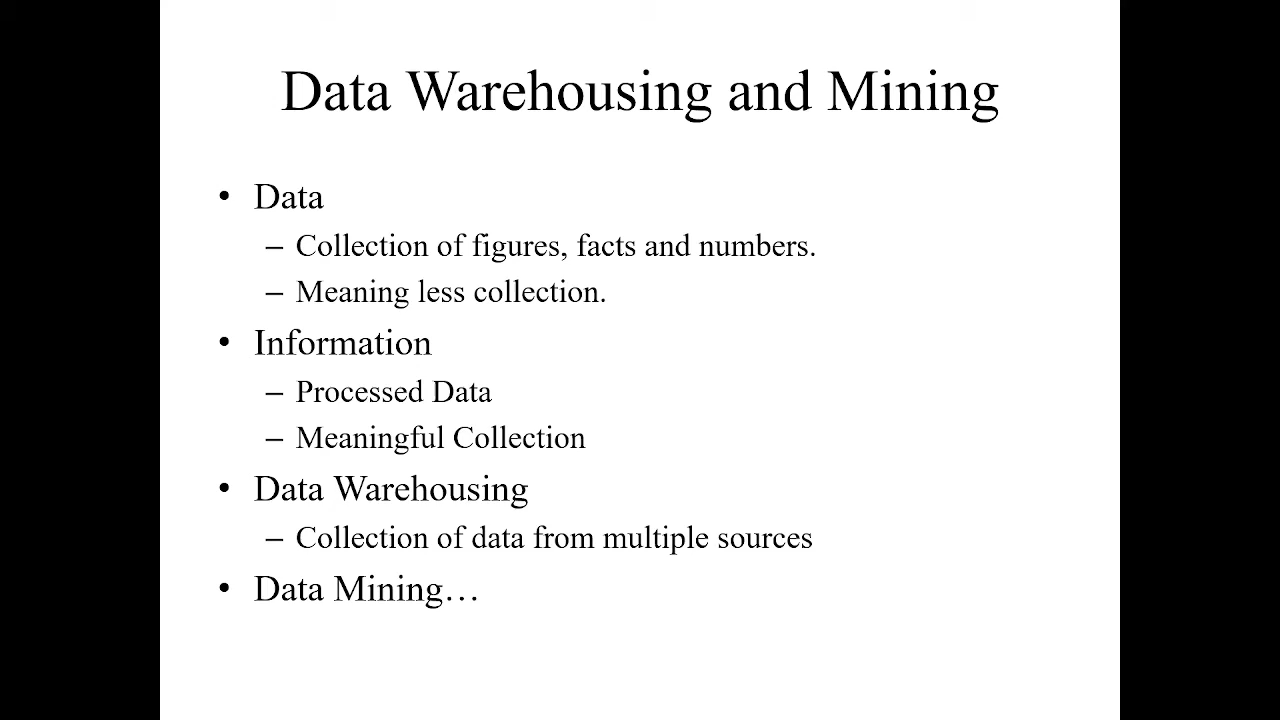 Data Warehousing and Mining
• Data
– Collection of figures, facts and numbers.
– Meaning less collection.
• Information
– Processed Data
– Meaningful Collection
• Data Warehousing
– Collection of data from multiple sources
• Data Mining…